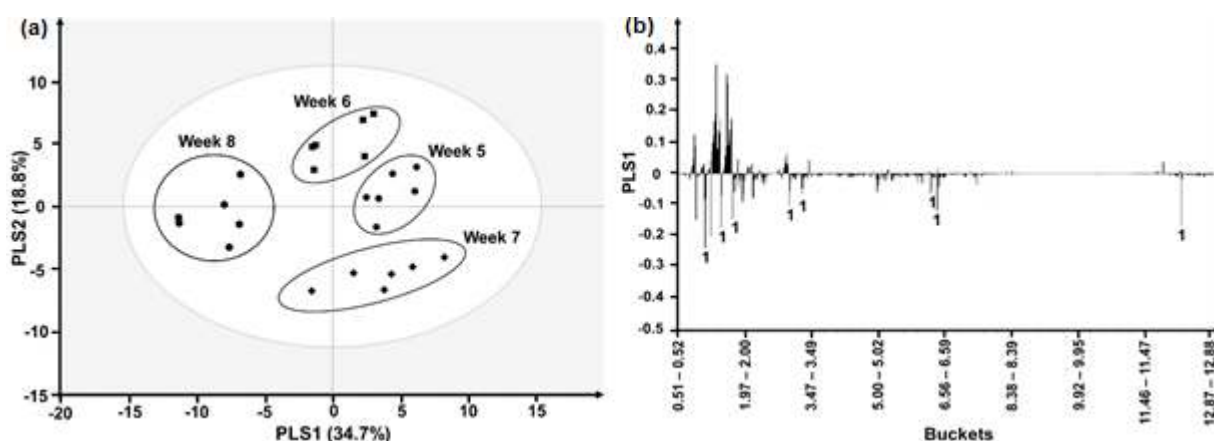 (a)
10
5
0
-5
-10
-15
PLS2 (18.8%)
Week 6
Week 8
Week 5
Week 7
-20
-15
-10
-5
0
5
10
15
PLS1 (34.7%)
(b)
0.4
0.3
0.2
0.1
0
-0.1
-0.2
-0.3
-0.4
-0.5
PLS1
1
1
1
1
1
1
1
1
0.51 – 0.52
1.97 – 2.00
3.47 – 3.49
5.00 – 5.02
6.56 – 6.59
8.38 – 8.39
9.92 – 9.95
11.46 – 11.47
12.87 – 12.88
Buckets